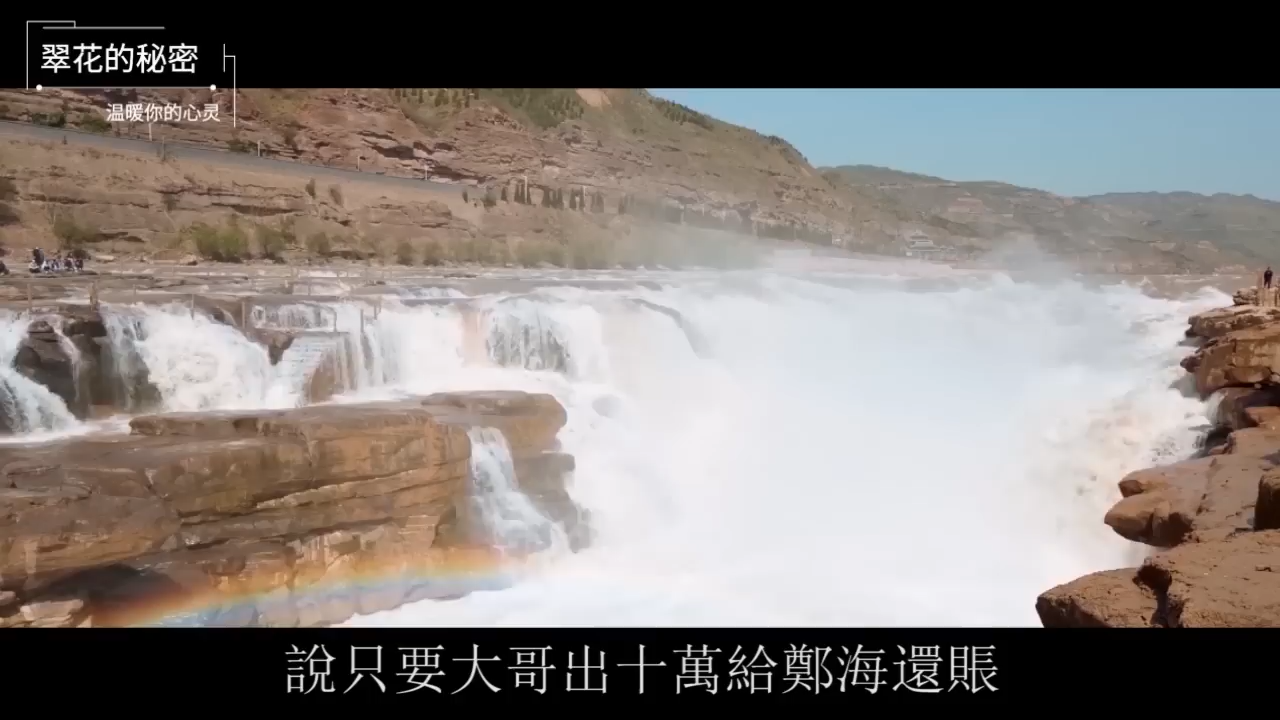 翠花的秘密
温暖你的心灵
說只要大哥出十萬給鄭海還賬